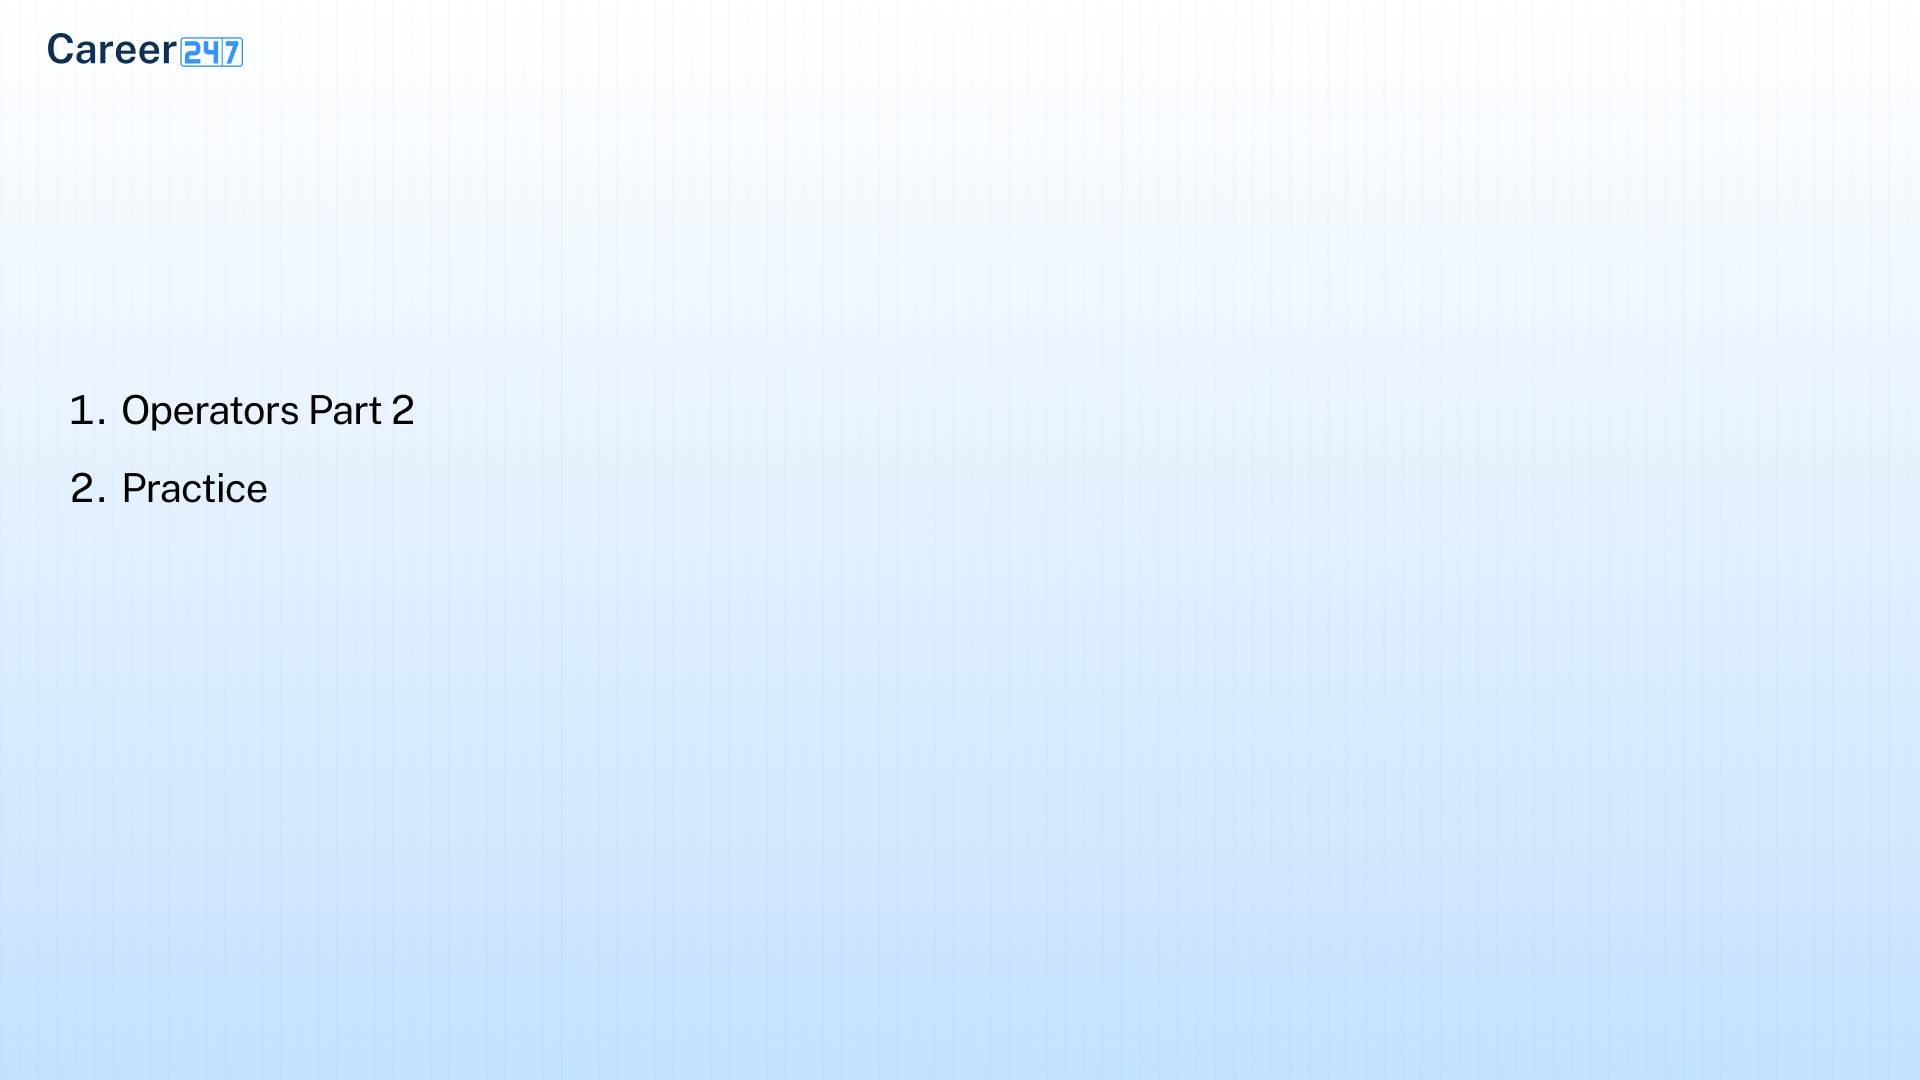 Career247
1. Operators Part 2
2. Practice